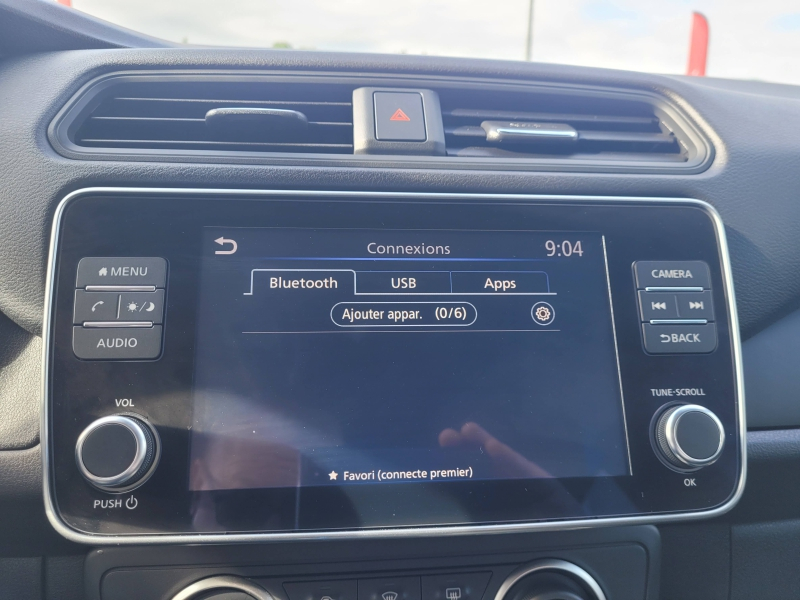 Connexions 9:04
Bluetooth USB Apps
Ajouter appar. (0/6)
★ Favori (connecte premier)
MENU
AUDIO
VOL
PUSH
CAMERA
BACK
TUNE•SCROLL
OK